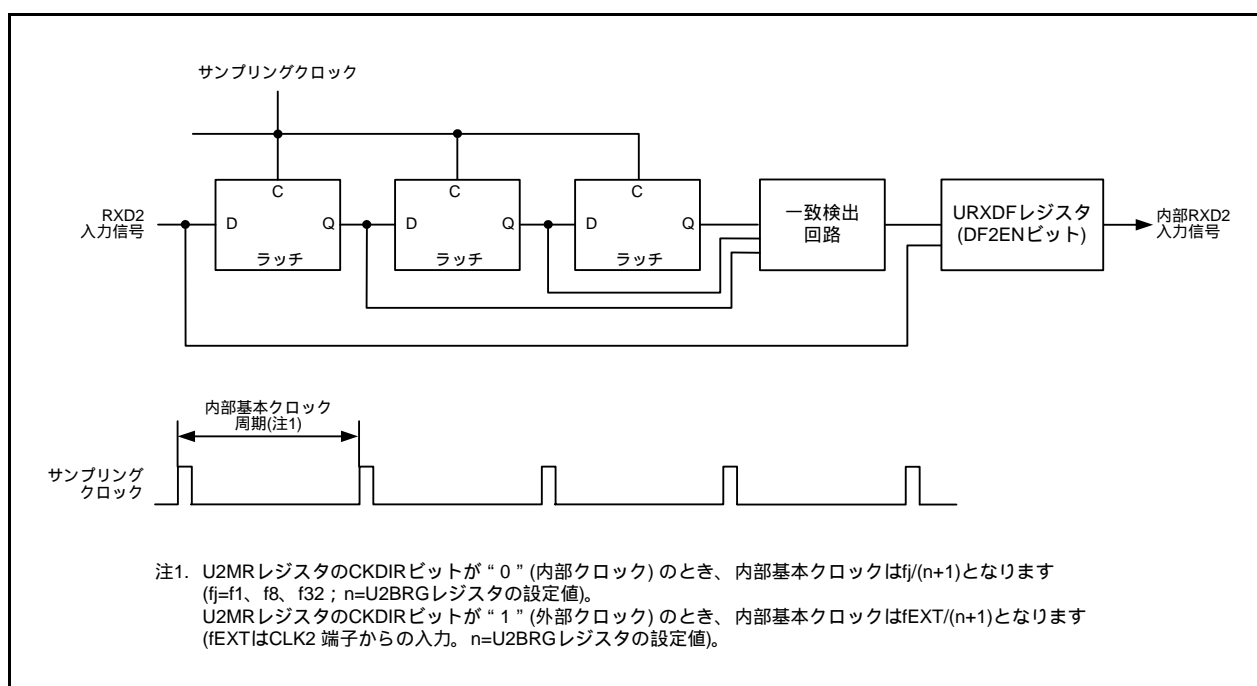 サンプリングクロック
C
C
C
RXD2
入力信号
D
Q
ラッチ
D
Q
ラッチ
D
Q
ラッチ
一致検出
回路
URXDFレジスタ
(DF2ENビット)
内部RXD2
入力信号
内部基本クロック
周期(注1)
サンプリング
クロック
注1. U2MRレジスタのCKDIRビットが“0”(内部クロック) のとき、内部基本クロックはfj/(n+1)となります
(fj=f1、f8、f32；n=U2BRGレジスタの設定値)。
U2MRレジスタのCKDIRビットが“1”(外部クロック) のとき、内部基本クロックはfEXT/(n+1)となります
(fEXTはCLK2 端子からの入力。n=U2BRGレジスタの設定値)。